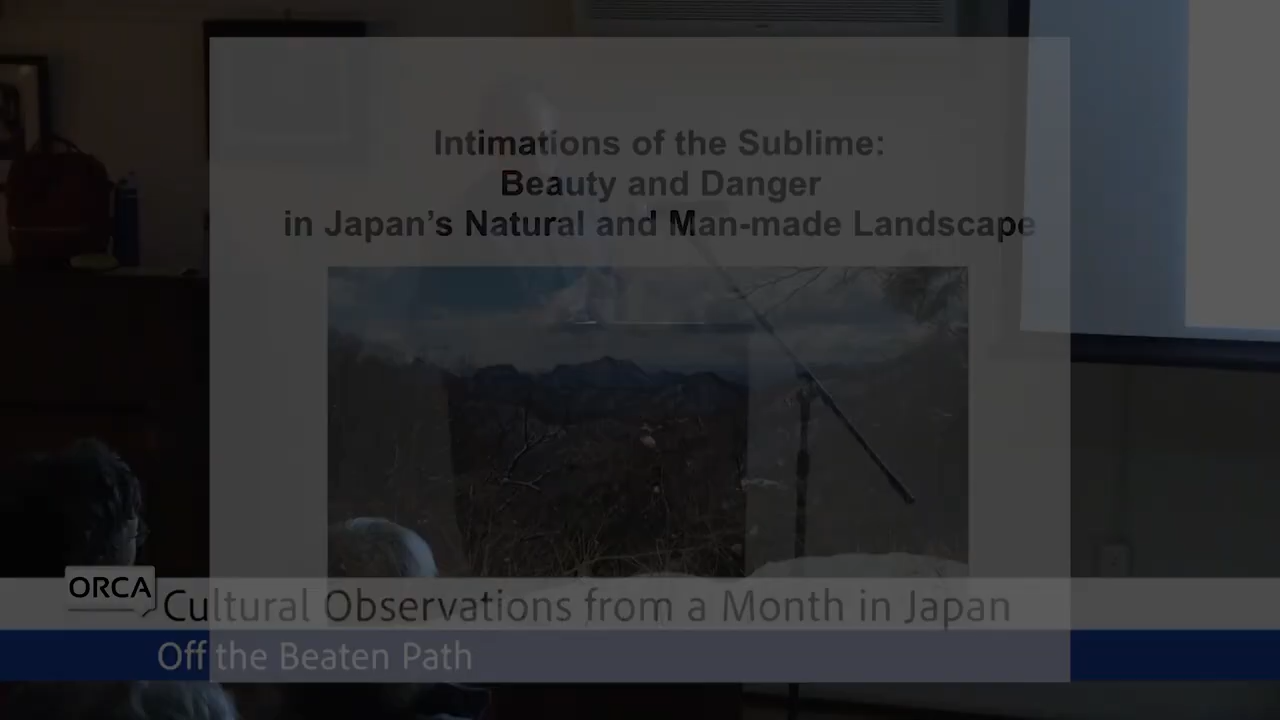 Intimations of the Sublime:
Beauty and Danger
in Japan’s Natural and Man-made Landscape
ORCA
Cultural Observations from a Month in Japan
Off the Beaten Path